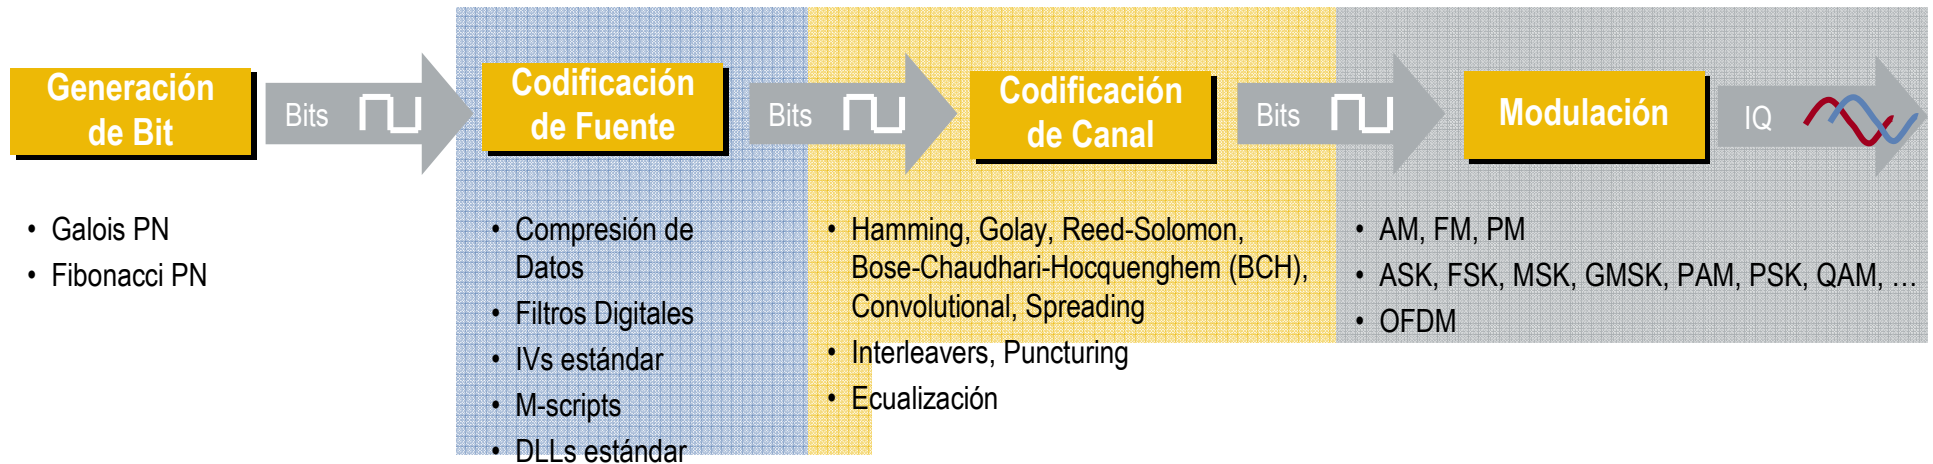 Generación
de Bit
Bits
Codificación
de Fuente
Bits
Codificación
de Canal
Bits
Modulación
IQ
• Galois PN
• Fibonacci PN
• Compresión de
Datos
• Filtros Digitales
• IVs estándar
• M-scripts
• DLLs estándar
• Hamming, Golay, Reed-Solomon,
Bose-Chaudhari-Hocquenghem (BCH),
Convolutional, Spreading
• Interleavers, Puncturing
• Ecualización
• AM, FM, PM
• ASK, FSK, MSK, GMSK, PAM, PSK, QAM, …
• OFDM